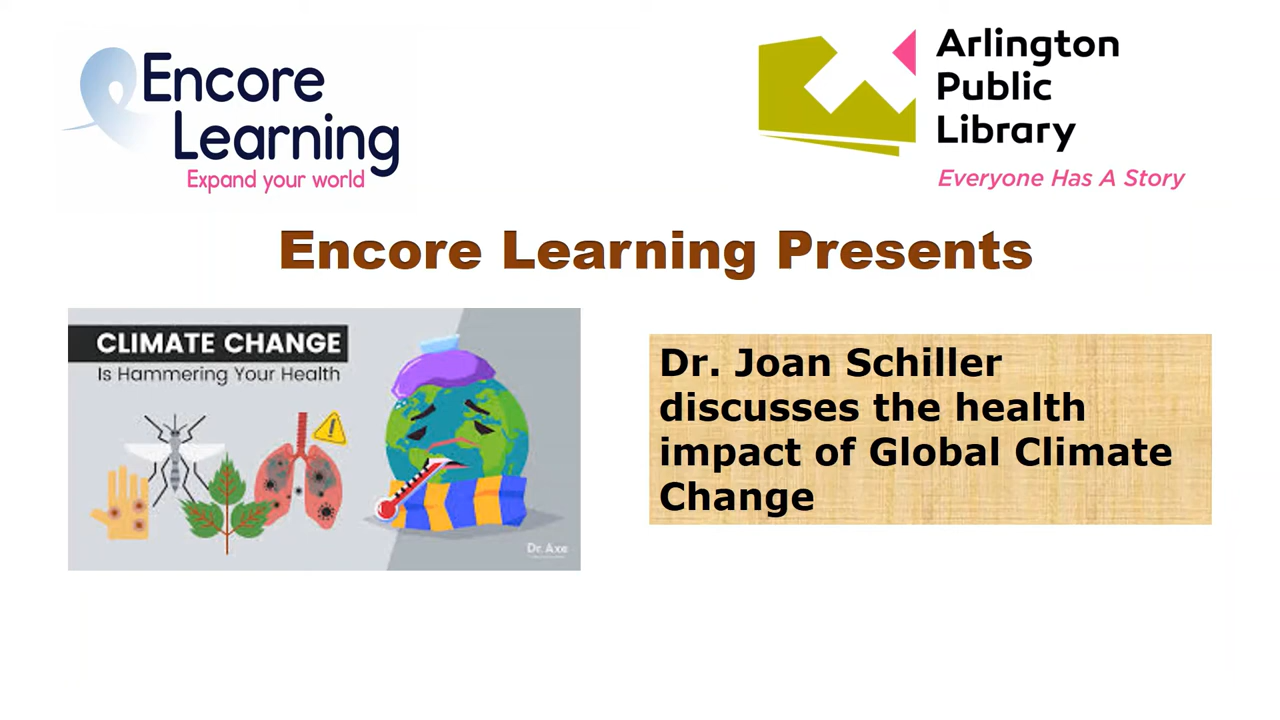 Encore
Learning
Expand your world
Arlington
Public
Library
Everyone Has A Story
Encore Learning Presents
CLIMATE CHANGE
Is Hammering Your Health
Dr. Axe
Dr. Joan Schiller
discusses the health
impact of Global Climate
Change